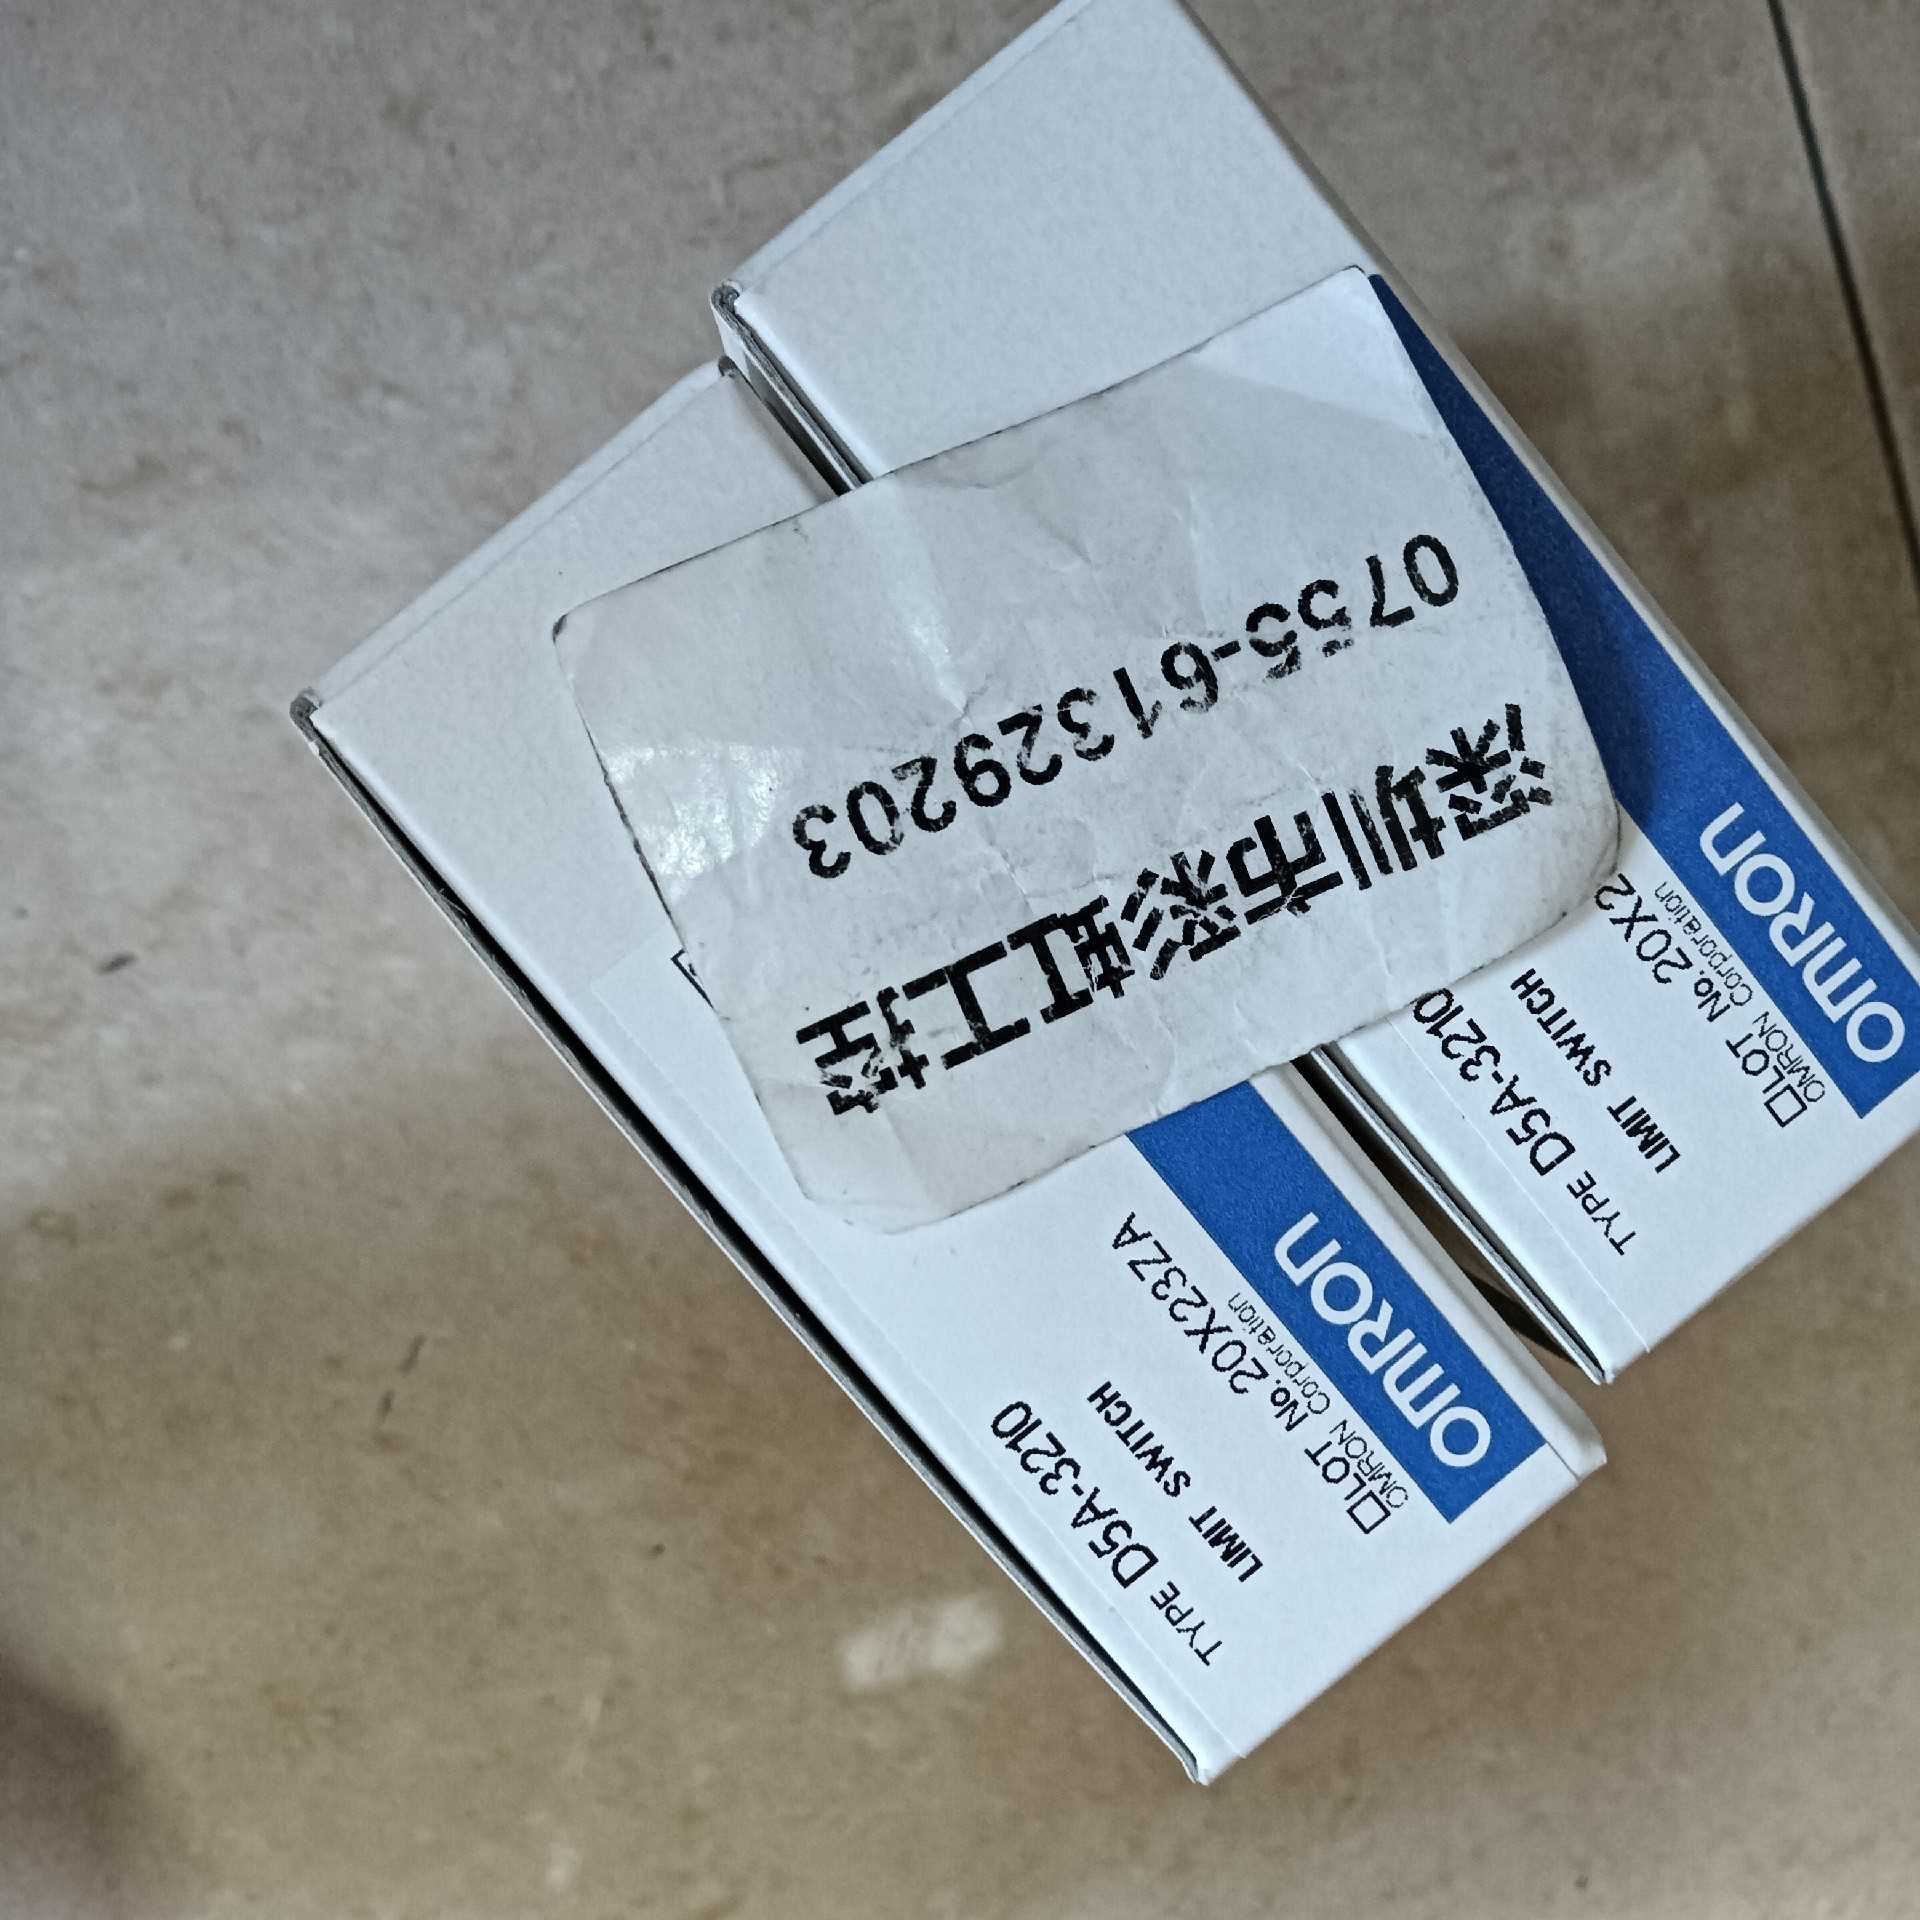 深圳市彩虹工控
0755-61329203
TYPE D5A-3210
LIMIT SWITCH
LOT No. 20X23ZA
OMRON Corporation
OMRON
TYPE D5A-3210
LIMIT SWITCH
LOT No. 20X2
OMRON Corporation
OMRON